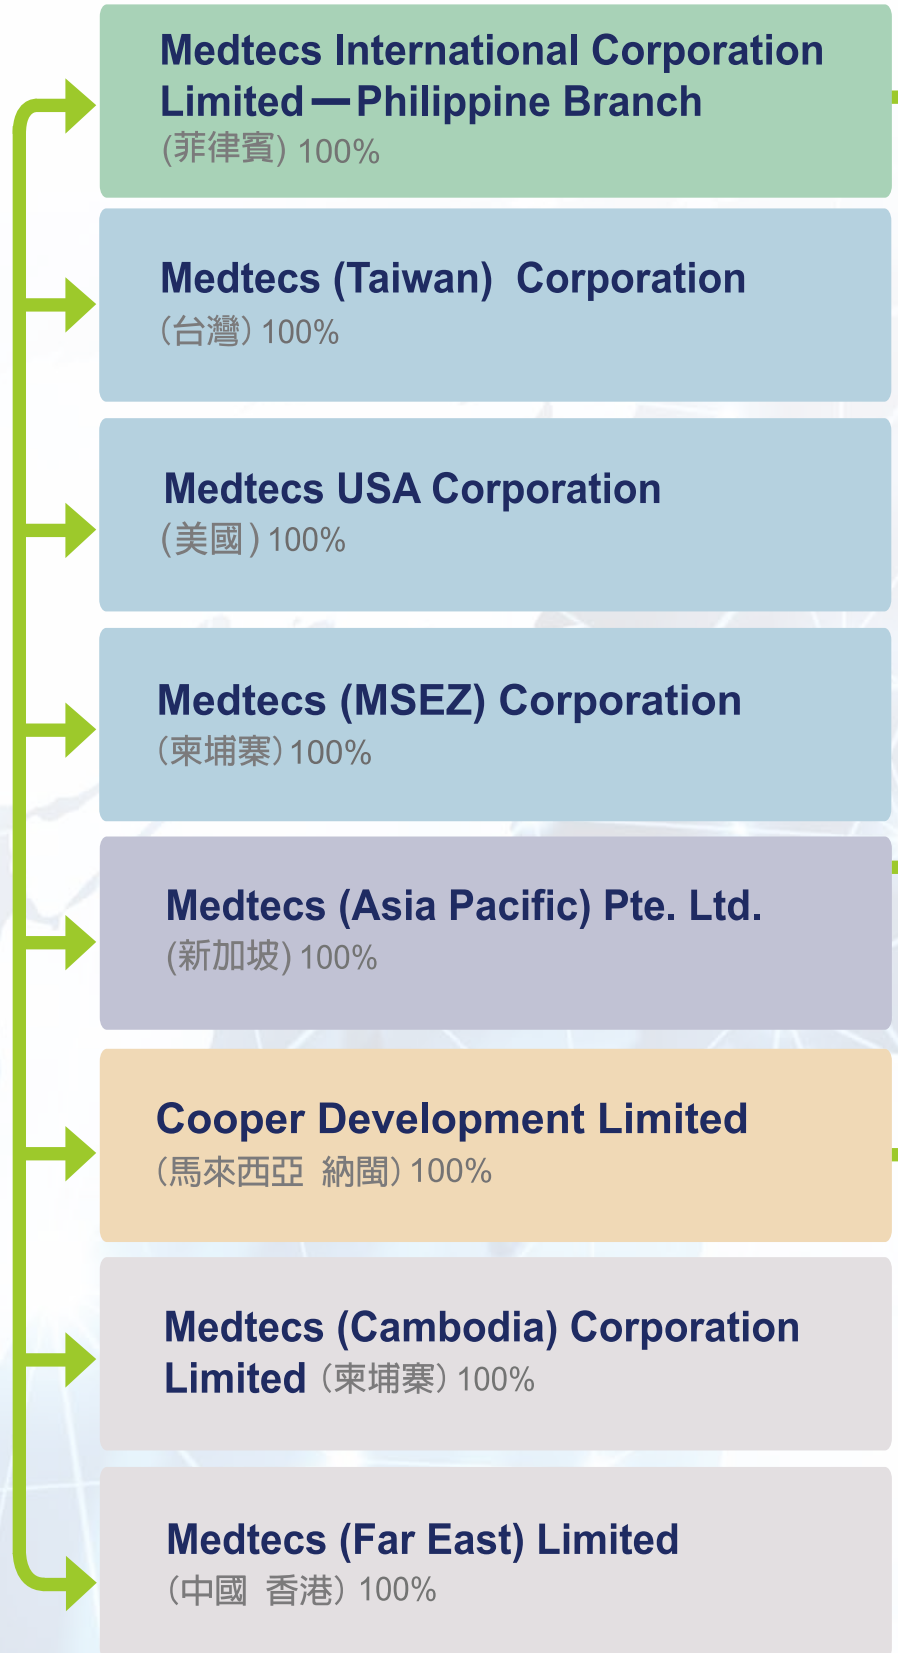 Medtecs International Corporation
Limited — Philippine Branch
(菲律賓) 100%
Medtecs (Taiwan) Corporation
(台灣) 100%
Medtecs USA Corporation
(美國) 100%
Medtecs (MSEZ) Corporation
(柬埔寨) 100%
Medtecs (Asia Pacific) Pte. Ltd.
(新加坡) 100%
Cooper Development Limited
(馬來西亞 納閩) 100%
Medtecs (Cambodia) Corporation
Limited (柬埔寨) 100%
Medtecs (Far East) Limited
(中國 香港) 100%